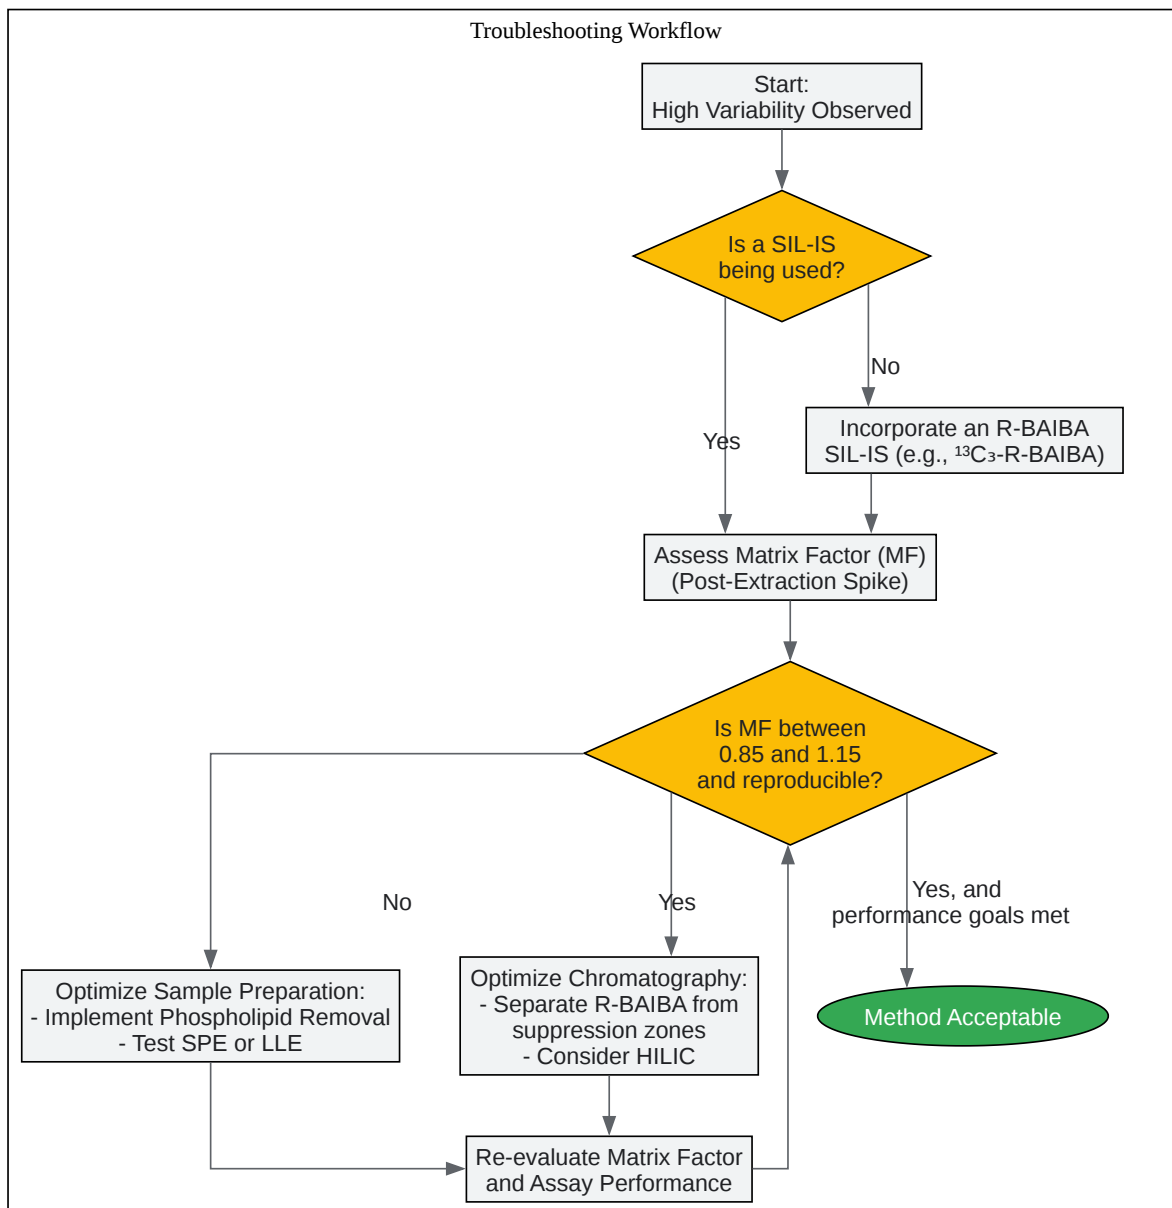 Troubleshooting Workflow
Start:
High Variability Observed
Is a SIL-IS
being used?
No
Yes
Incorporate an R-BAIBA
SIL-IS (e.g., ¹³C₃-R-BAIBA)
Assess Matrix Factor (MF)
(Post-Extraction Spike)
Is MF between
0.85 and 1.15
and reproducible?
No
Yes
Yes, and
performance goals met
Optimize Sample Preparation:
- Implement Phospholipid Removal
- Test SPE or LLE
Optimize Chromatography:
- Separate R-BAIBA from
suppression zones
- Consider HILIC
Method Acceptable
Re-evaluate Matrix Factor
and Assay Performance